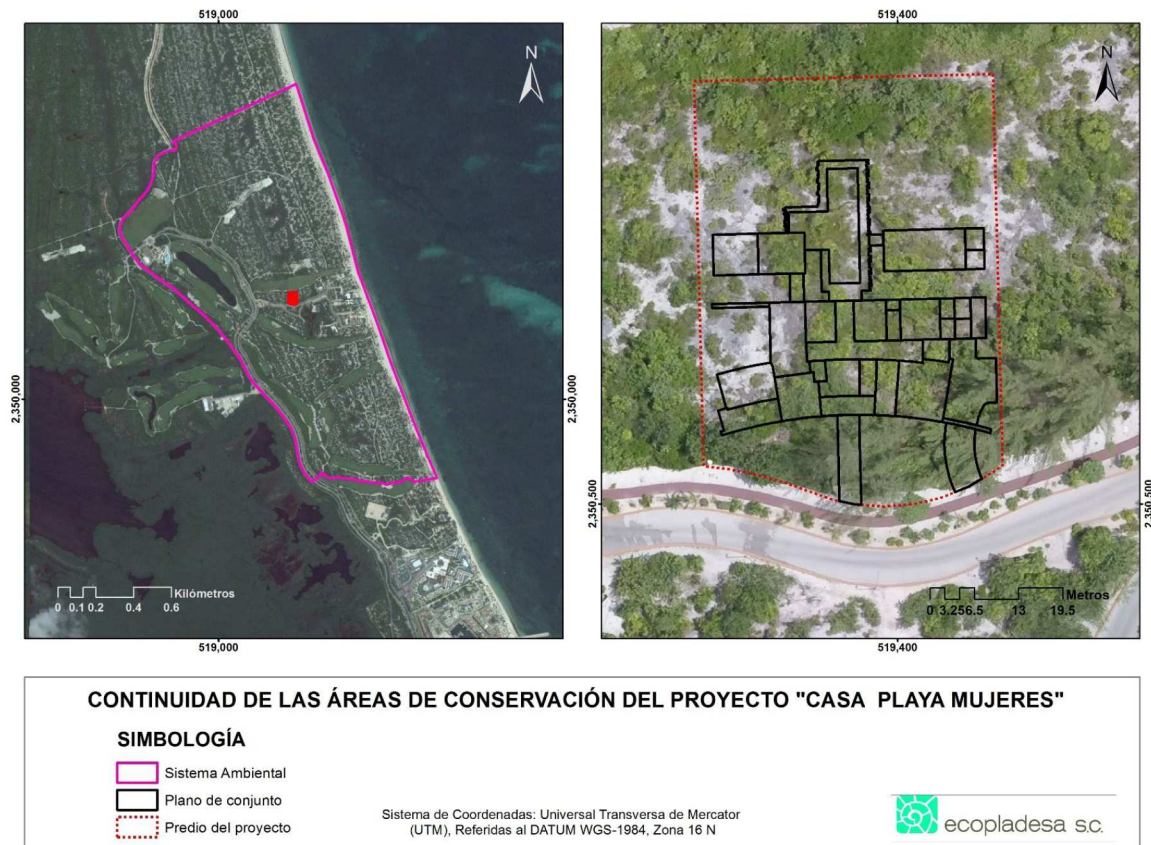 519,000
519,400
N
N
2,350,000
2,350,000
2,350,500
2,350,500
Kilómetros
0 0.1 0.2 0.4 0.6
Metros
0 3.256.5 13 19.5
519,000
519,400
CONTINUIDAD DE LAS ÁREAS DE CONSERVACIÓN DEL PROYECTO "CASA PLAYA MUJERES"
SIMBOLOGÍA
Sistema Ambiental
Plano de conjunto
Predio del proyecto
Sistema de Coordenadas: Universal Transversa de Mercator
(UTM), Referidas al DATUM WGS-1984, Zona 16 N
ecopladesa s.c.